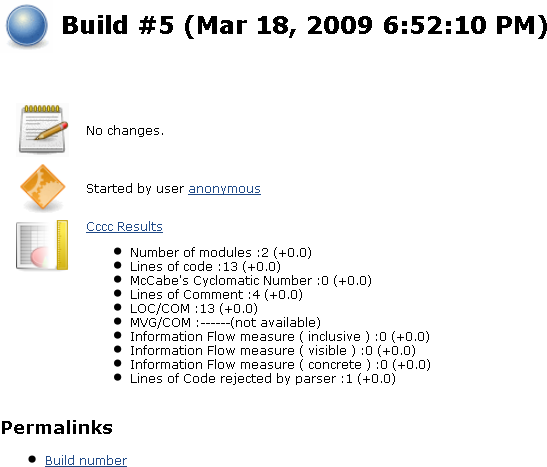 Build #5 (Mar 18, 2009 6:52:10 PM)
No changes.
Started by user anonymous
Cccc Results
Number of modules :2 (+0.0)
Lines of code :13 (+0.0)
McCabe's Cyclomatic Number :0 (+0.0)
Lines of Comment :4 (+0.0)
LOC/COM :13 (+0.0)
MVG/COM :------(not available)
Information Flow measure ( inclusive ) :0 (+0.0)
Information Flow measure ( visible ) :0 (+0.0)
Information Flow measure ( concrete ) :0 (+0.0)
Lines of Code rejected by parser :1 (+0.0)
Permalinks
Build number